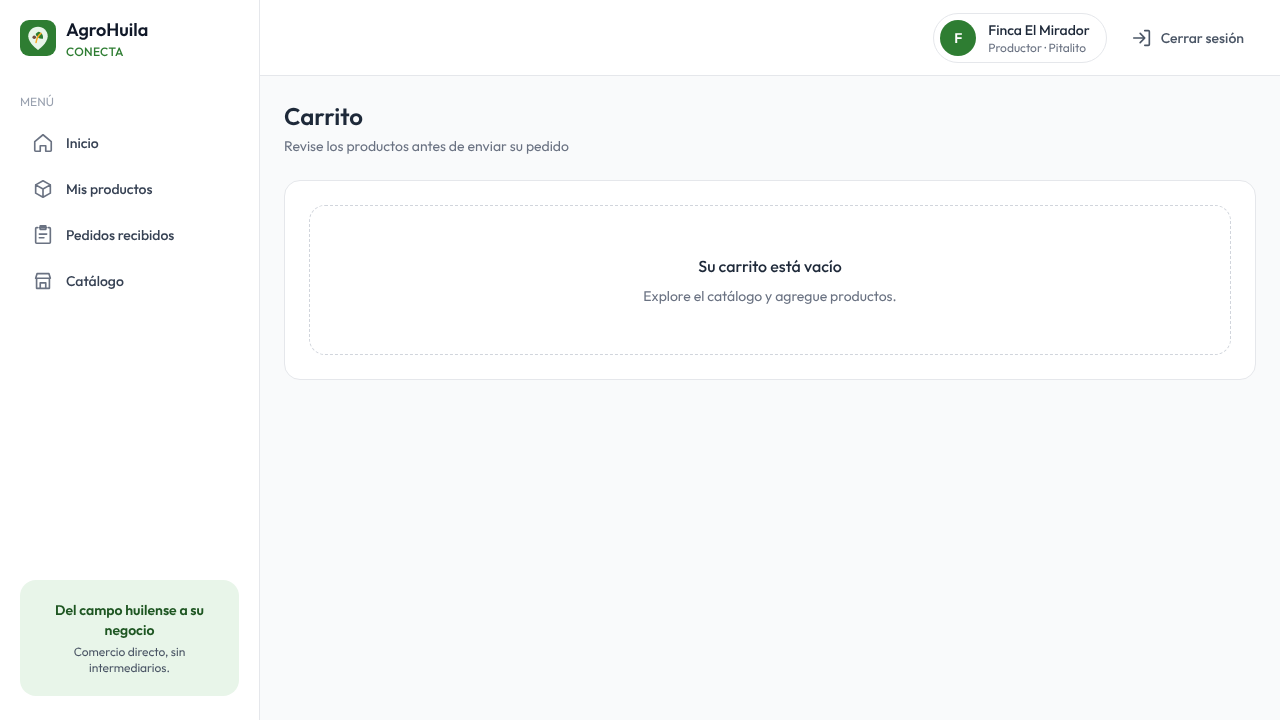 AgroHuila
CONECTA
MENÚ
Inicio
Mis productos
Pedidos recibidos
Catálogo
Del campo huilense a su
negocio
Comercio directo, sin
intermediarios.
F
Finca El Mirador
Productor · Pitalito
Cerrar sesión
Carrito
Revise los productos antes de enviar su pedido
Su carrito está vacío
Explore el catálogo y agregue productos.